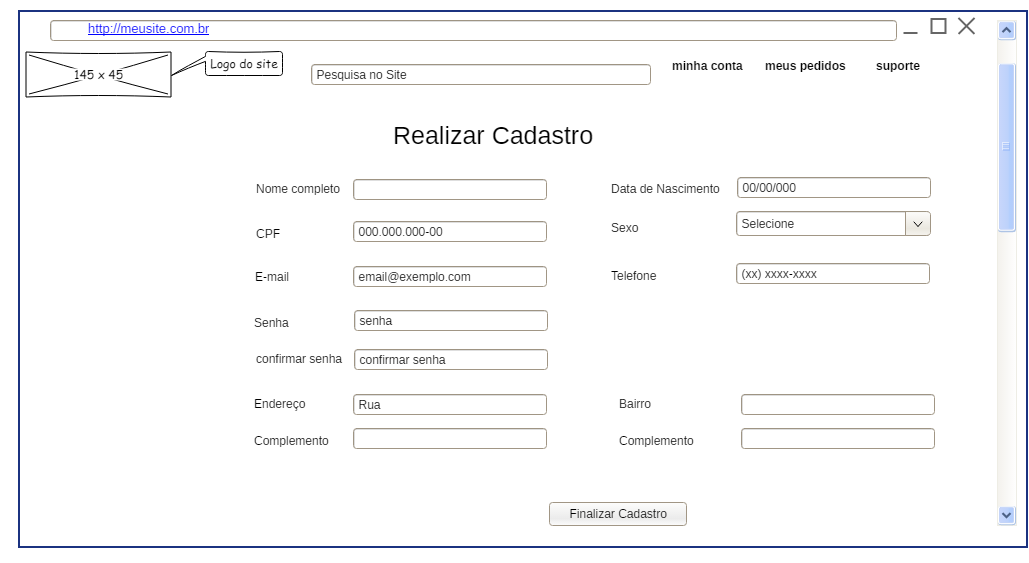 http://meusite.com.br
145 x 45
Logo do site
Pesquisa no Site
minha conta
meus pedidos
suporte
Realizar Cadastro
Nome completo
Data de Nascimento
00/00/000
CPF
000.000.000-00
Sexo
Selecione
E-mail
email@exemplo.com
Telefone
(xx) xxxx-xxxx
Senha
senha
confirmar senha
confirmar senha
Endereço
Rua
Bairro
Complemento
Complemento
Finalizar Cadastro